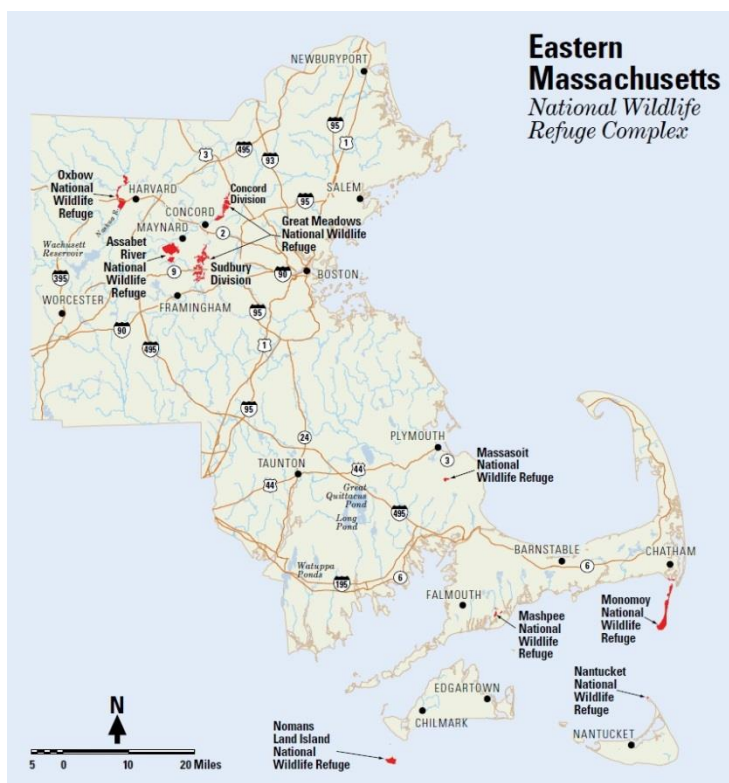 Eastern
Massachusetts
National Wildlife
Refuge Complex
NEWBURYPORT
95
1
3
495
93
Oxbow
National
Wildlife
Refuge
HARVARD
Nashua R.
Concord
Division
95
SALEM
CONCORD
2
MAYNARD
Great Meadows
National Wildlife
Refuge
Wachusett
Reservoir
Assabet
River
National
Wildlife
Refuge
9
Sudbury
Division
90
BOSTON
395
WORCESTER
FRAMINGHAM
90
95
495
1
95
24
PLYMOUTH
3
Massasoit
National
Wildlife Refuge
TAUNTON
44
44
Great
Quittacus
Pond
Long
Pond
495
Watuppa
Ponds
195
6
BARNSTABLE
6
CHATHAM
FALMOUTH
Mashpee
National
Wildlife
Refuge
Monomoy
National
Wildlife
Refuge
EDGARTOWN
CHILMARK
Nantucket
National
Wildlife
Refuge
NANTUCKET
Nomans
Land Island
National
Wildlife Refuge
N
5 0 10 20 Miles